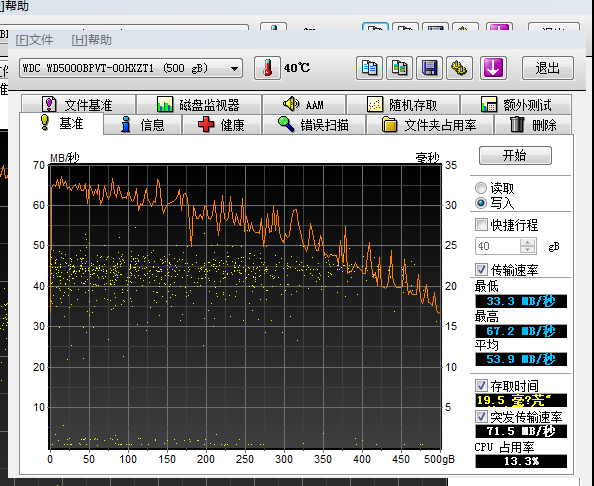 ]帮助
[F]文件 [H]帮助
WDC WD5000BPVT-00HXZT1 (500 gB)
40℃
退出
文件基准
磁盘监视器
AAM
随机存取
额外测试
基准
信息
健康
错误扫描
文件夹占用率
删除
MB/秒
毫秒
70
60
50
40
30
20
10
35
30
25
20
15
10
5
0
50
100
150
200
250
300
350
400
450
500gB
开始
读取
写入
快捷行程
40 gB
传输速率
最低
33.3 MB/秒
最高
67.2 MB/秒
平均
53.9 MB/秒
存取时间
19.5 毫?
突发传输速率
71.5 MB/秒
CPU 占用率
13.3%